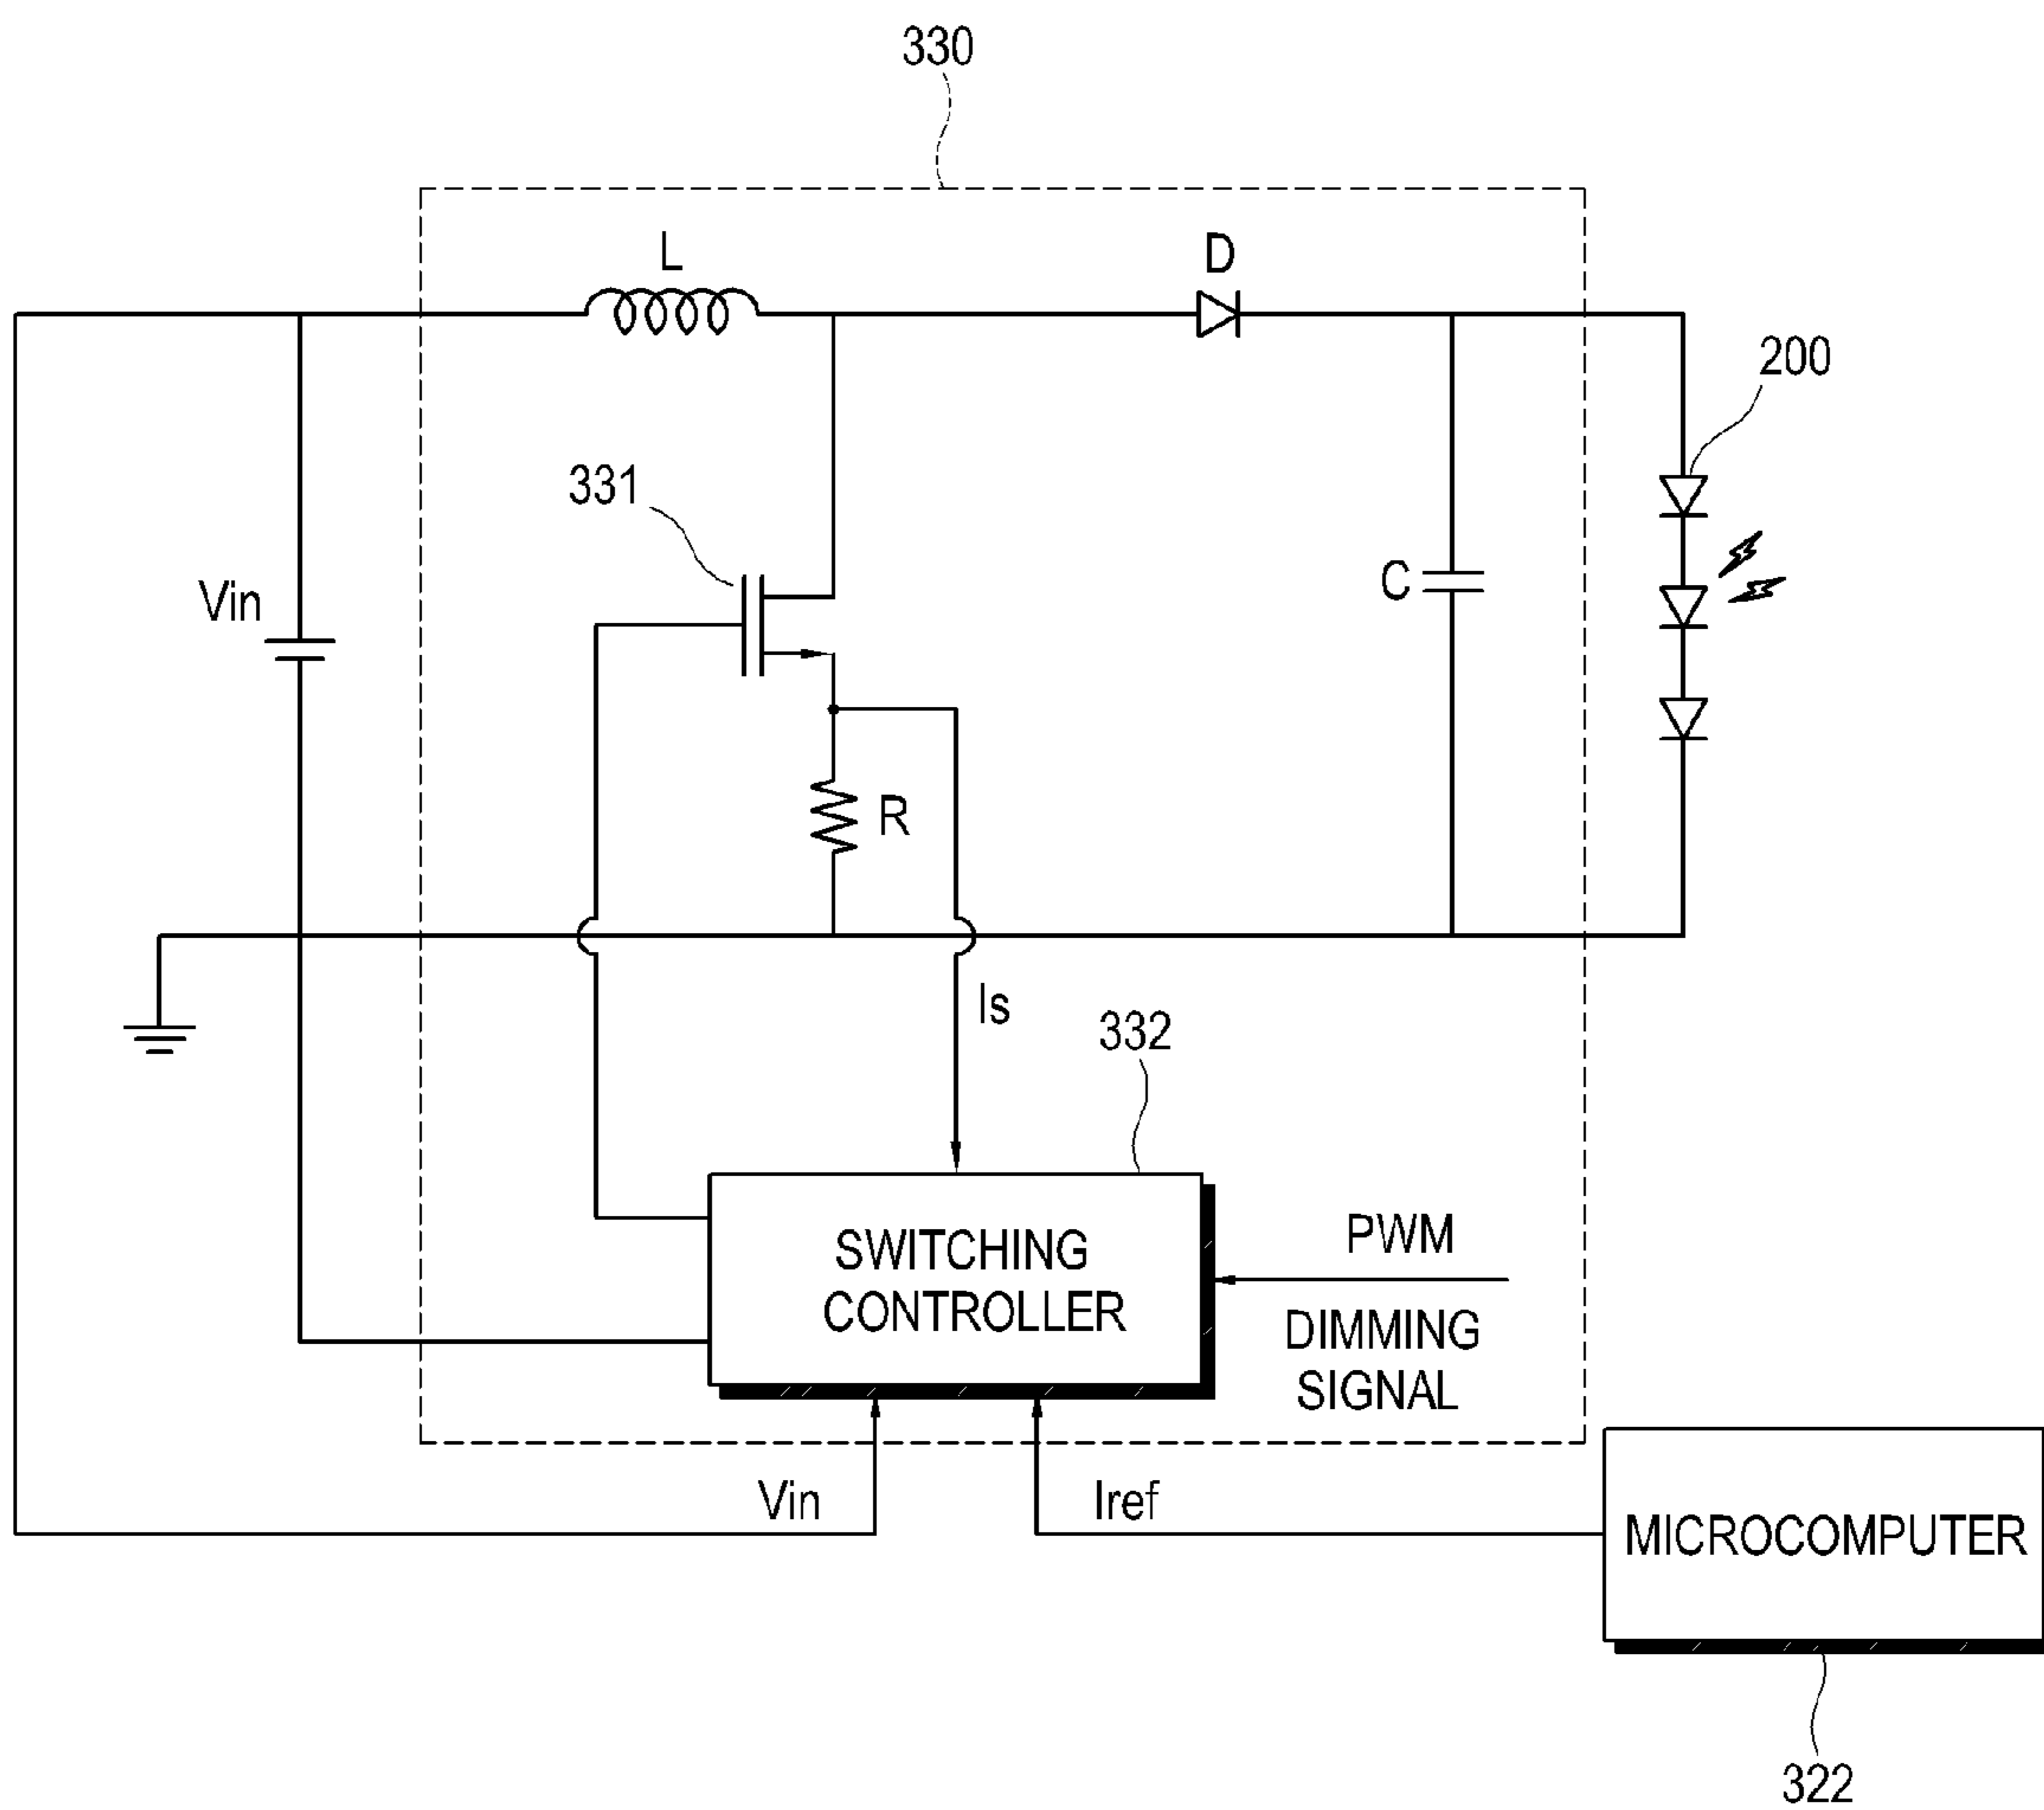 330
L
D
200
331
Vin
C
R
Is
332
SWITCHING
CONTROLLER
PWM
DIMMING
SIGNAL
Vin
Iref
MICROCOMPUTER
322